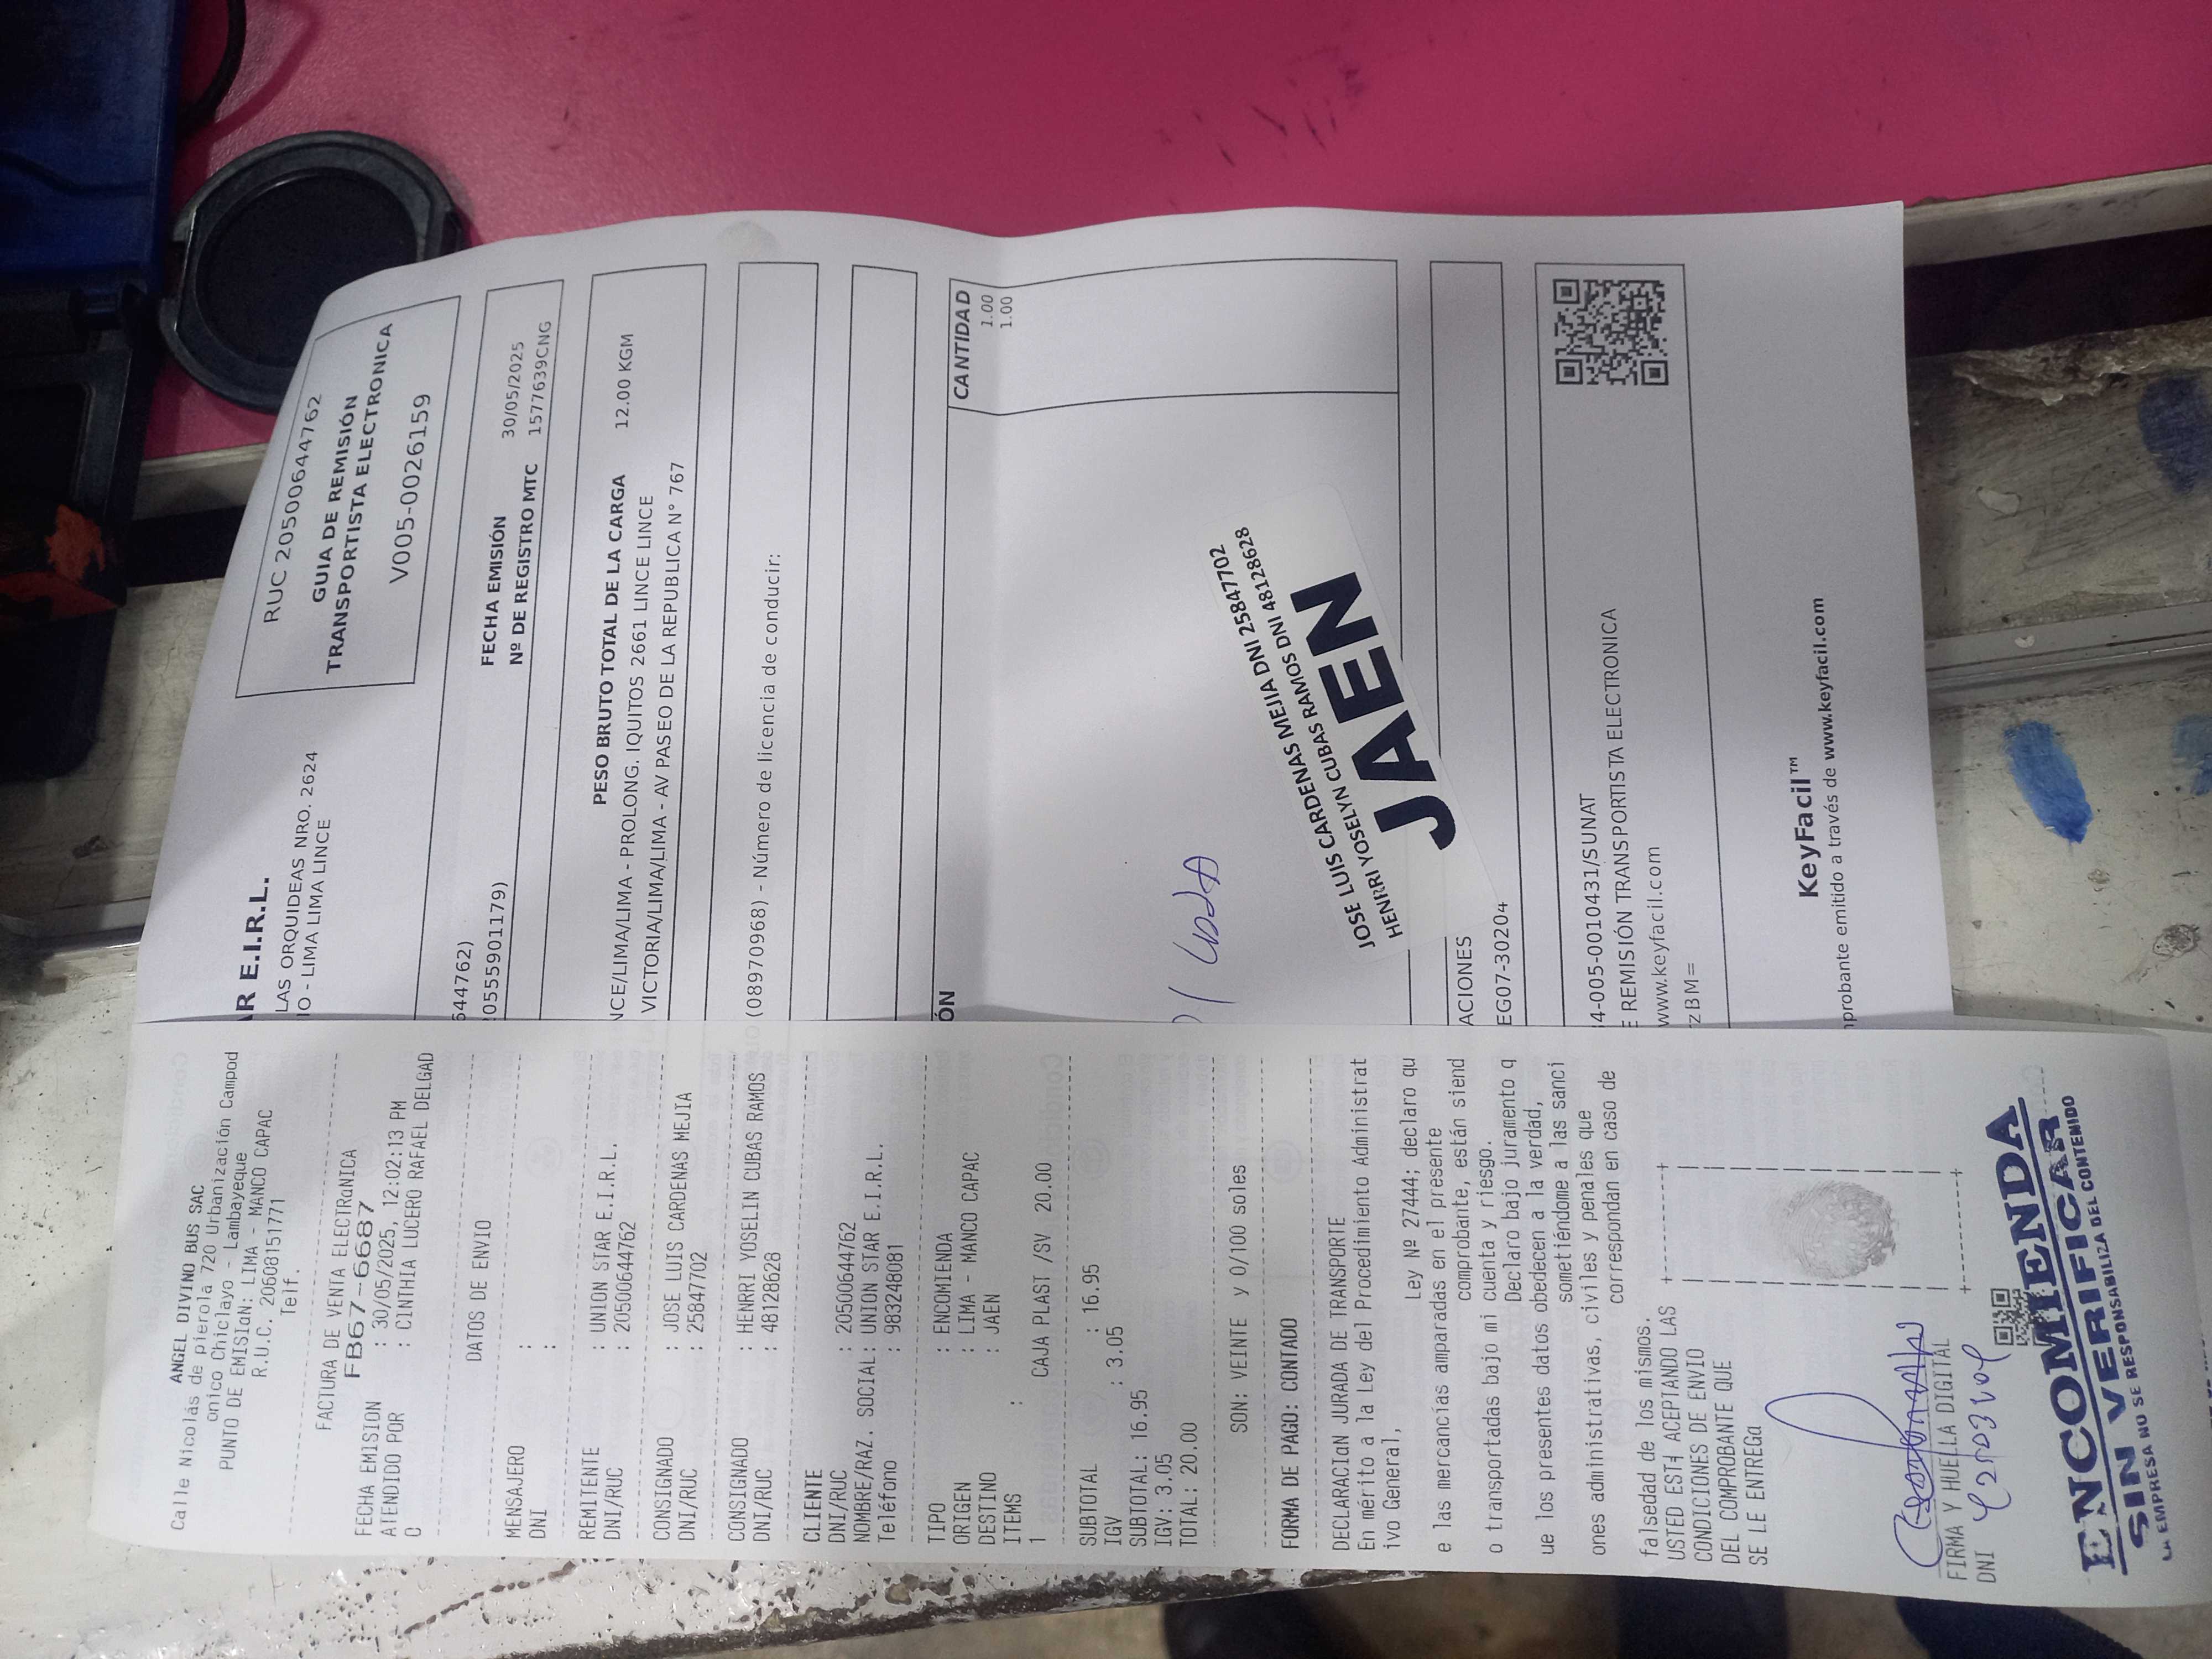 Calle Nicolás de pierola 720 Urbanización Campod
ANGEL DIVINO BUS SAC
onico Chiclayo - Lambayeque
PUNTO DE EMISIαN: LIMA - MANCO CAPAC
R.U.C. 20608151771
Telf.
FACTURA DE VENTA ELECTRαNICA
FB67-6687
FECHA EMISION : 30/05/2025, 12:02:13 PM
ATENDIDO POR : CINTHIA LUCERO RAFAEL DELGAD
O
DATOS DE ENVIO
MENSAJERO :
DNI :
REMITENTE : UNION STAR E.I.R.L.
DNI/RUC : 20500644762
CONSIGNADO : JOSE LUIS CARDENAS MEJIA
DNI/RUC : 25847702
CONSIGNADO : HENRRI YOSELIN CUBAS RAMOS
DNI/RUC : 48128628
CLIENTE
DNI/RUC : 20500644762
NOMBRE/RAZ. SOCIAL: UNION STAR E.I.R.L.
Teléfono : 983248081
TIPO : ENCOMIENDA
ORIGEN : LIMA - MANCO CAPAC
DESTINO : JAEN
ITEMS :
1 CAJA PLAST /SV 20.00
SUBTOTAL : 16.95
IGV : 3.05
SUBTOTAL: 16.95
IGV: 3.05
TOTAL: 20.00
SON: VEINTE y 0/100 soles
FORMA DE PAGO: CONTADO
DECLARACIαN JURADA DE TRANSPORTE
En mérito a la Ley del Procedimiento Administrat
ivo General,
Ley Nº 27444; declaro qu
e las mercancías amparadas en el presente
comprobante, están siend
o transportadas bajo mi cuenta y riesgo.
Declaro bajo juramento q
ue los presentes datos obedecen a la verdad,
sometiéndome a las sanci
ones administrativas, civiles y penales que
correspondan en caso de
falsedad de los mismos.
USTED EST┤ ACEPTANDO LAS
CONDICIONES DE ENVIO
DEL COMPROBANTE QUE
SE LE ENTREGα
FIRMA Y HUELLA DIGITAL
DNI
ENCOMIENDA
SIN VERIFICAR
LA EMPRESA NO SE RESPONSABILIZA DEL CONTENIDO
AR E.I.R.L.
LAS ORQUIDEAS NRO. 2624
IO - LIMA LIMA LINCE
RUC 20500644762
GUIA DE REMISIÓN
TRANSPORTISTA ELECTRONICA
V005-0026159
644762)
20555901179)
FECHA EMISIÓN 30/05/2025
Nº DE REGISTRO MTC 1577639CNG
PESO BRUTO TOTAL DE LA CARGA 12.00 KGM
NCE/LIMA/LIMA - PROLONG. IQUITOS 2661 LINCE LINCE
VICTORIA/LIMA/LIMA - AV PASEO DE LA REPUBLICA N° 767
(08970968) - Número de licencia de conducir:
ÓN CANTIDAD
1.00
1.00
JOSE LUIS CARDENAS MEJIA DNI 25847702
HENRRI YOSELYN CUBAS RAMOS DNI 48128628
JAEN
ACIONES
EG07-30204
4-005-0010431/SUNAT
E REMISIÓN TRANSPORTISTA ELECTRONICA
www.keyfacil.com
zBM=
KeyFacil™
probante emitido a través de www.keyfacil.com